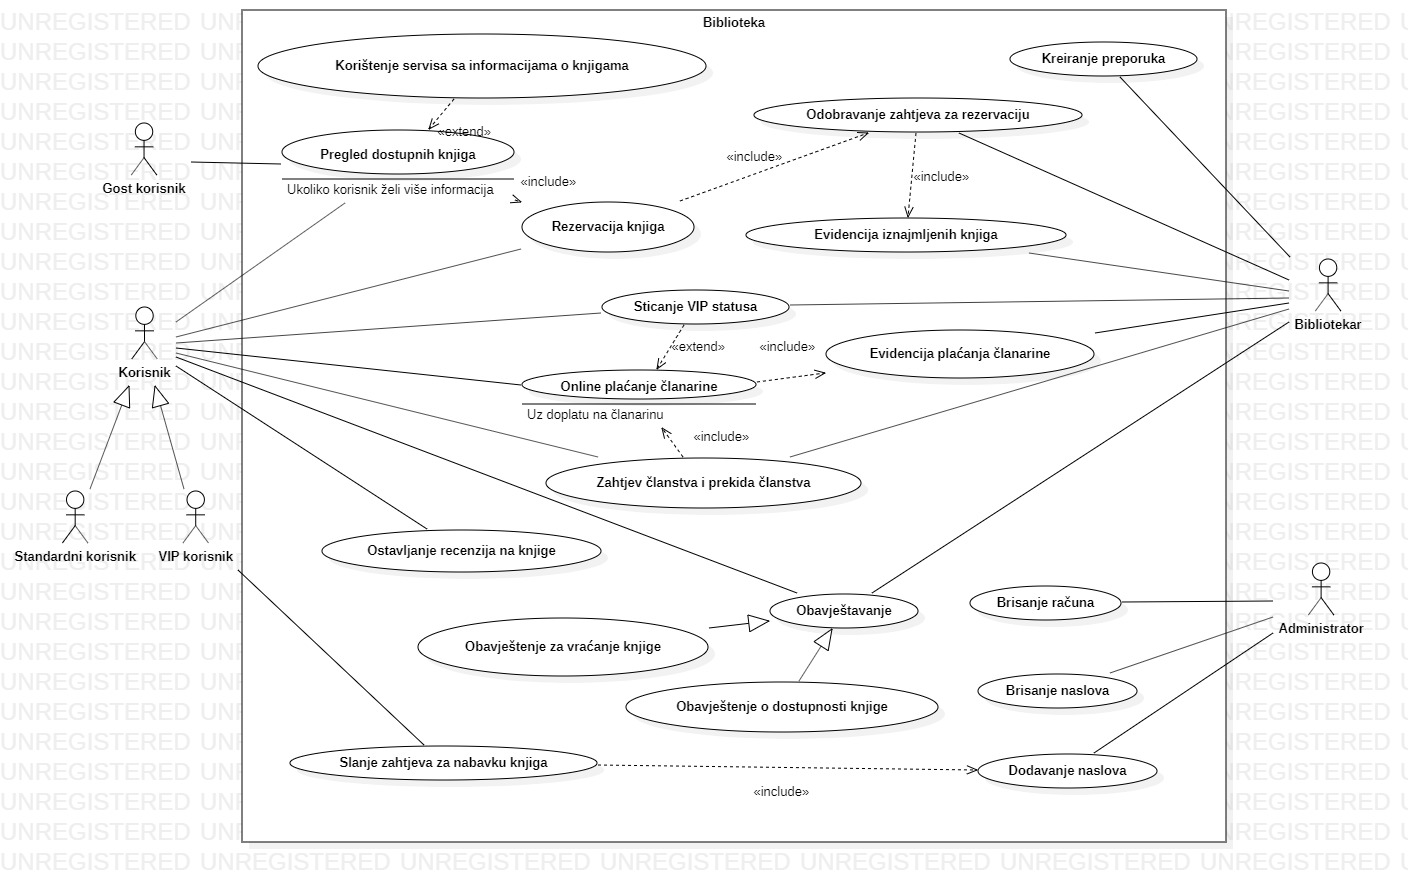 Biblioteka
Korištenje servisa sa informacijama o knjigama
Kreiranje preporuka
Odobravanje zahtjeva za rezervaciju
«extend»
Pregled dostupnih knjiga
«include»
Gost korisnik
Ukoliko korisnik želi više informacija
«include»
«include»
Rezervacija knjiga
Evidencija iznajmljenih knjiga
Sticanje VIP statusa
Bibliotekar
«extend»
«include»
Evidencija plaćanja članarine
Korisnik
Online plaćanje članarine
Uz doplatu na članarinu
«include»
Zahtjev članstva i prekida članstva
Standardni korisnik
VIP korisnik
Ostavljanje recenzija na knjige
Obavještavanje
Brisanje računa
Administrator
Obavještenje za vraćanje knjige
Brisanje naslova
Obavještenje o dostupnosti knjige
Slanje zahtjeva za nabavku knjiga
Dodavanje naslova
«include»
UNREGISTERED UNREGISTERED UNREGISTERED UNREGISTERED UNREGISTERED UNREGISTERED UNREGISTERED